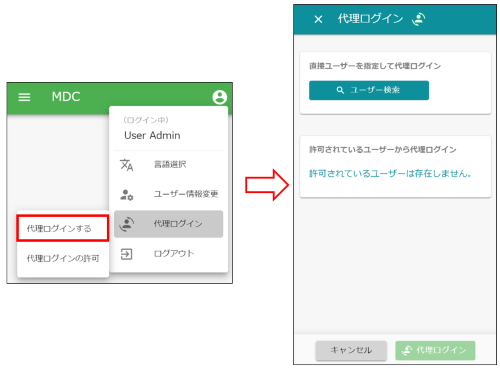 MDC
(ログイン中)
User Admin
言語選択
ユーザー情報変更
代理ログイン
ログアウト
代理ログインする
代理ログインの許可
× 代理ログイン
直接ユーザーを指定して代理ログイン
ユーザー検索
許可されているユーザーから代理ログイン
許可されているユーザーは存在しません。
キャンセル
代理ログイン